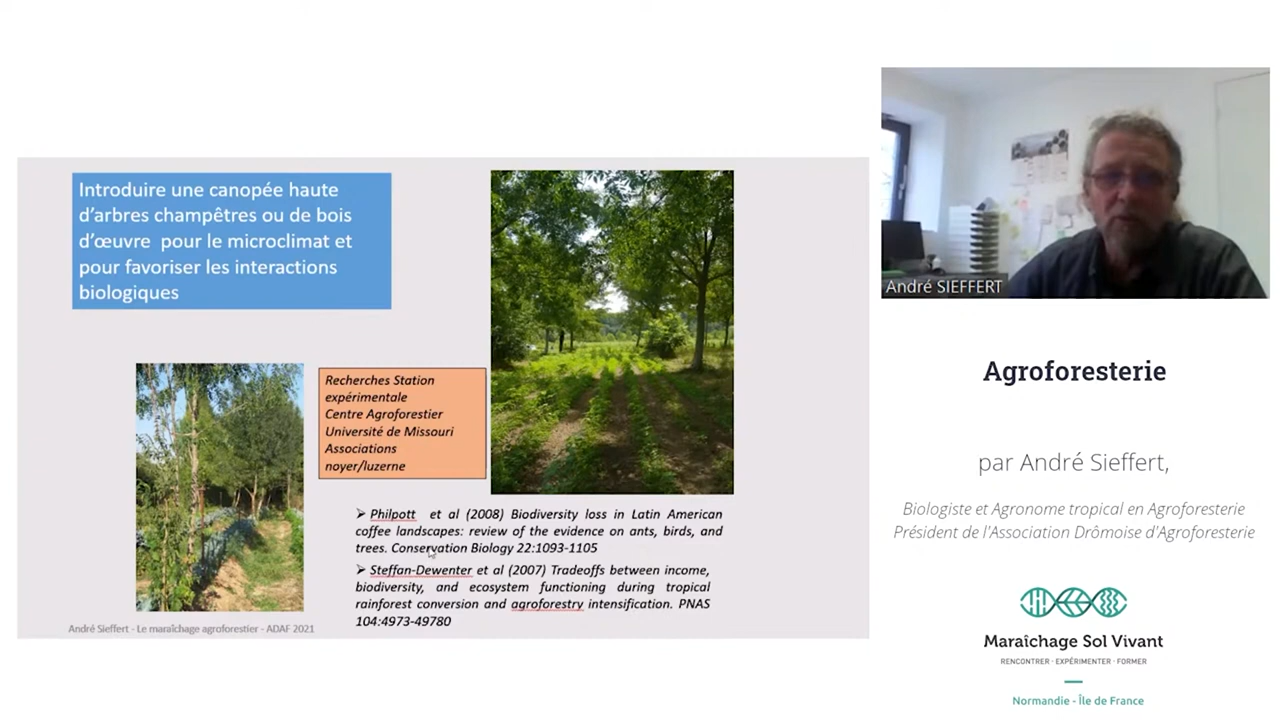 Introduire une canopée haute
d'arbres champêtres ou de bois
d'œuvre pour le microclimat et
pour favoriser les interactions
biologiques
Recherches Station
expérimentale
Centre Agroforestier
Université de Missouri
Associations
noyer/luzerne
➢ Philpott et al (2008) Biodiversity loss in Latin American
coffee landscapes: review of the evidence on ants, birds, and
trees. Conservation Biology 22:1093-1105
➢ Steffan-Dewenter et al (2007) Tradeoffs between income,
biodiversity, and ecosystem functioning during tropical
rainforest conversion and agroforestry intensification. PNAS
104:4973-49780
André Sieffert - Le maraîchage agroforestier - ADAF 2021
André SIEFFERT
Agroforesterie
par André Sieffert,
Biologiste et Agronome tropical en Agroforesterie
Président de l'Association Drômoise d'Agroforesterie
Maraîchage Sol Vivant
RENCONTRER · EXPÉRIMENTER · FORMER
Normandie - Île de France